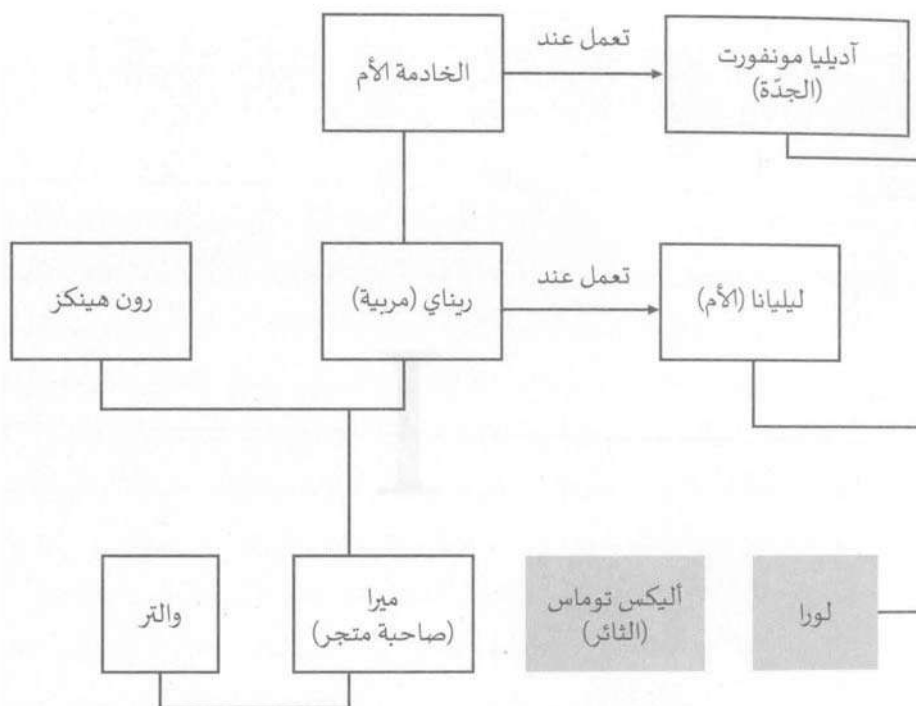 آديليا مونفورت
(الجدّة)
تعمل عند
الخادمة الأم
ليليانا (الأم)
تعمل عند
ريناي (مربية)
رون هينكز
لورا
أليكس توماس
(الثائر)
ميرا
(صاحبة متجر)
والتر